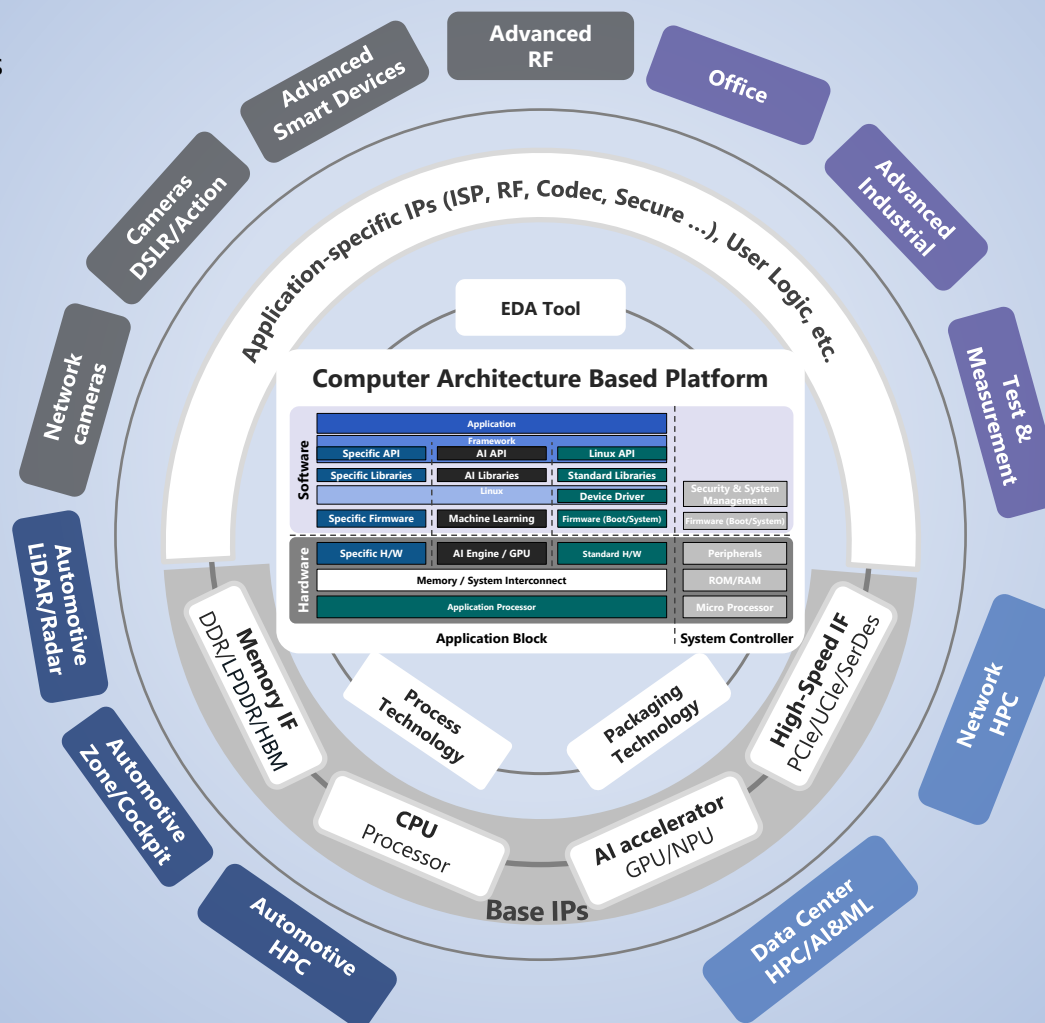 s
Advanced
RF
Advanced
Smart Devices
Office
Cameras
DSLR/Action
Advanced
Industrial
Network
cameras
Test &
Measurement
Automotive
LiDAR/Radar
Network
HPC
Automotive
Zone/Cockpit
Data Center
HPC/AI&ML
Automotive
HPC
Application-specific IPs (ISP, RF, Codec, Secure ...), User Logic, etc.
EDA Tool
Computer Architecture Based Platform
Software
Application
Framework
Specific API
AI API
Linux API
Specific Libraries
AI Libraries
Standard Libraries
Linux
Device Driver
Security & System
Management
Specific Firmware
Machine Learning
Firmware (Boot/System)
Firmware (Boot/System)
Hardware
Specific H/W
AI Engine / GPU
Standard H/W
Peripherals
Memory / System Interconnect
ROM/RAM
Application Processor
Micro Processor
Application Block
System Controller
Memory IF
DDR/LPDDR/HBM
Process
Technology
Packaging
Technology
High-Speed IF
PCIe/UCIe/SerDes
CPU
Processor
AI accelerator
GPU/NPU
Base IPs